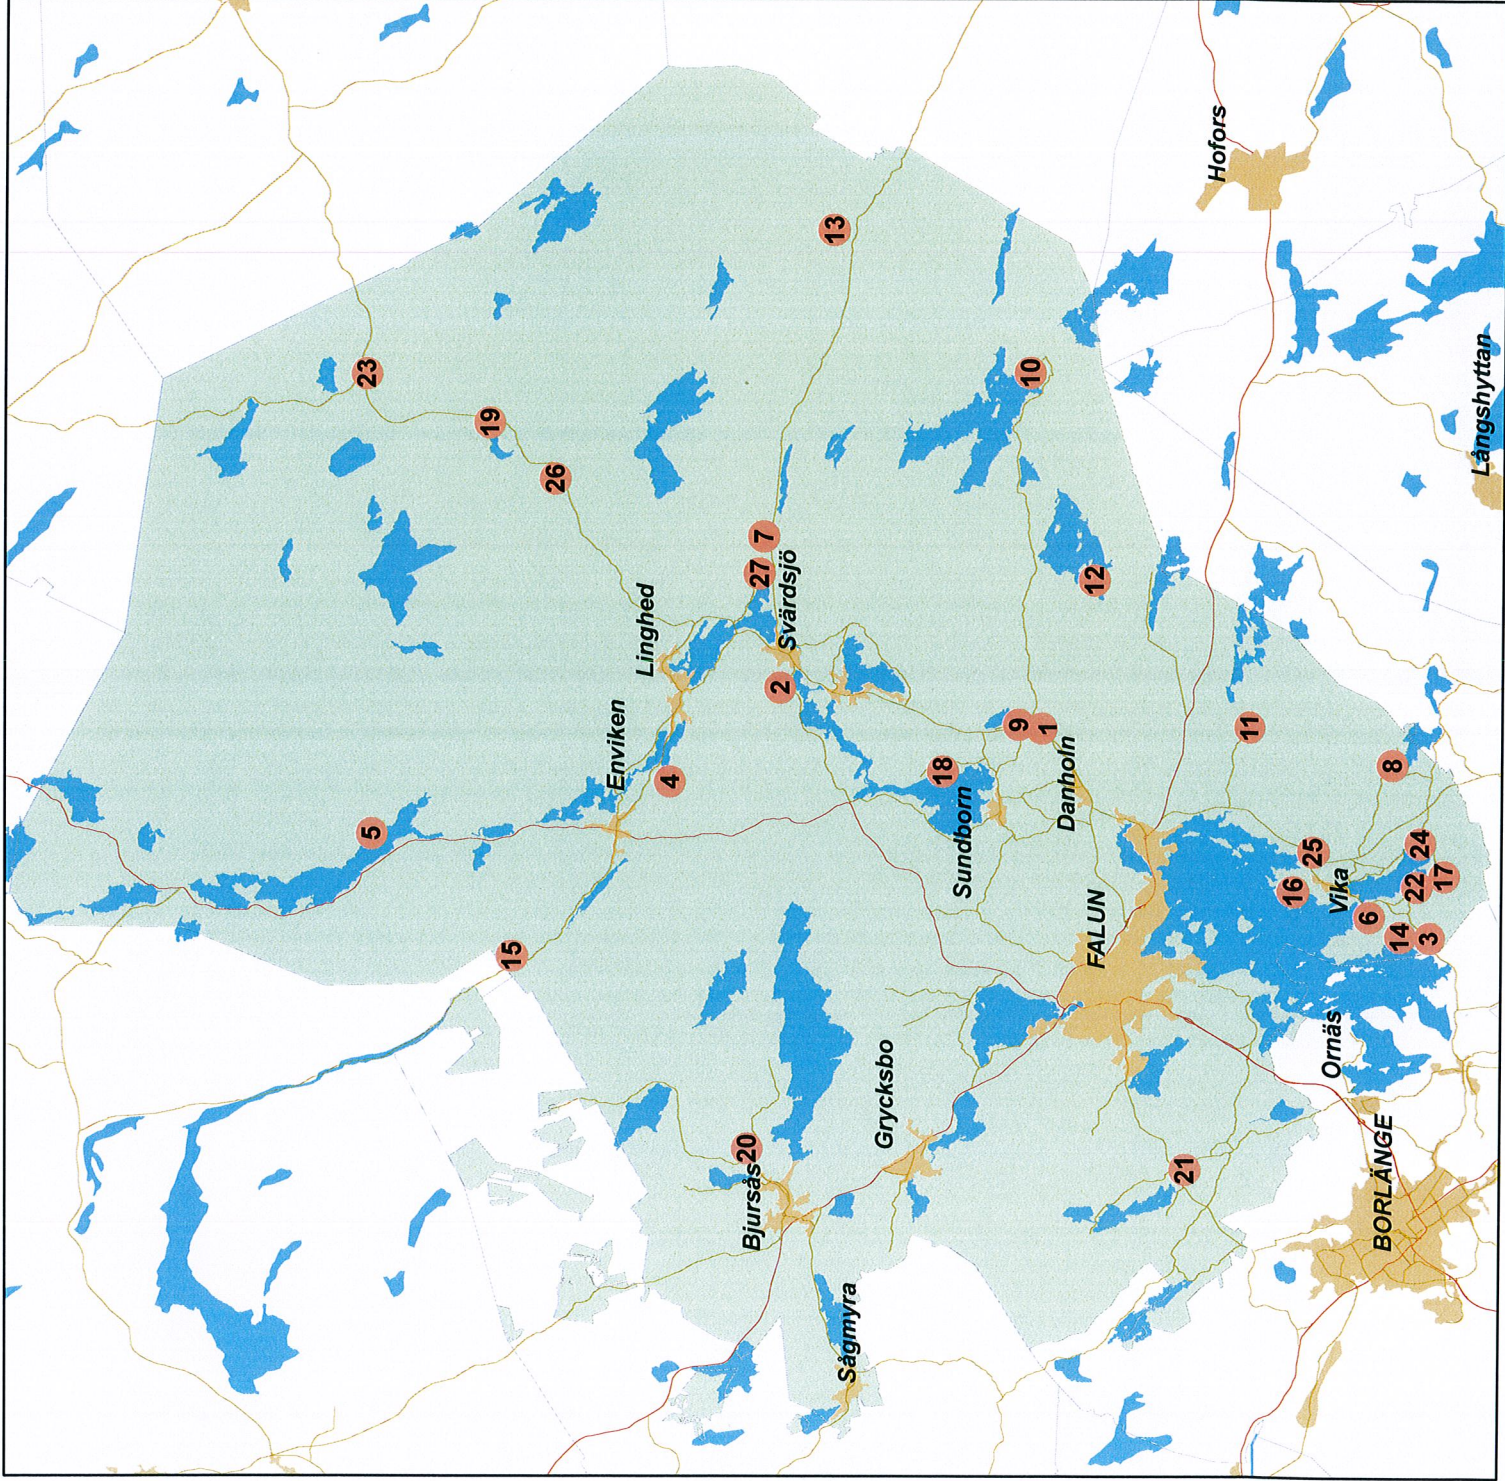 5
23
19
15
26
Enviken
Linghed
4
20
Bjursås
27
7
2
Svärdsjö
13
Sågmyra
Grycksbo
18
Sundborn
9
10
1
Danholn
12
FALUN
21
Hofors
11
16
25
Ornäs
Vika
6
BORLÄNGE
8
14
22
24
3
17
Långshyttan